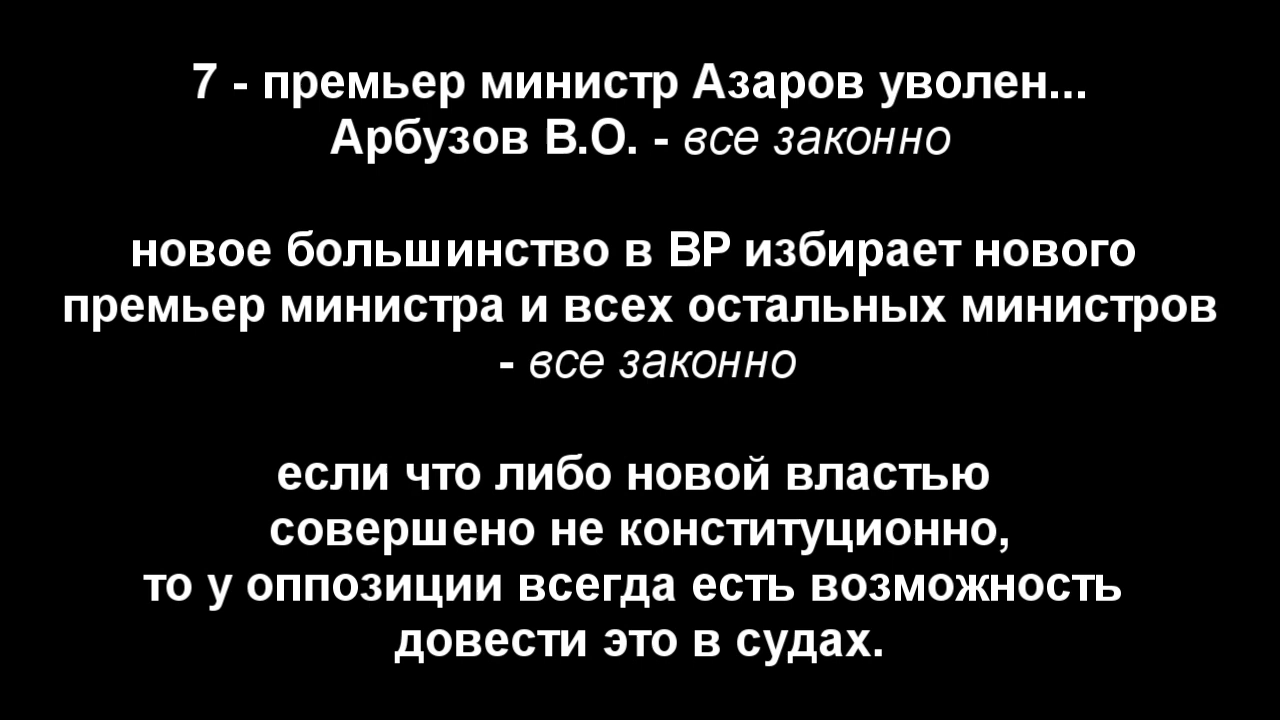 7 - премьер министр Азаров уволен...
Арбузов В.О. - все законно
новое большинство в ВР избирает нового
премьер министра и всех остальных министров
- все законно
если что либо новой властью
совершено не конституционно,
то у оппозиции всегда есть возможность
довести это в судах.